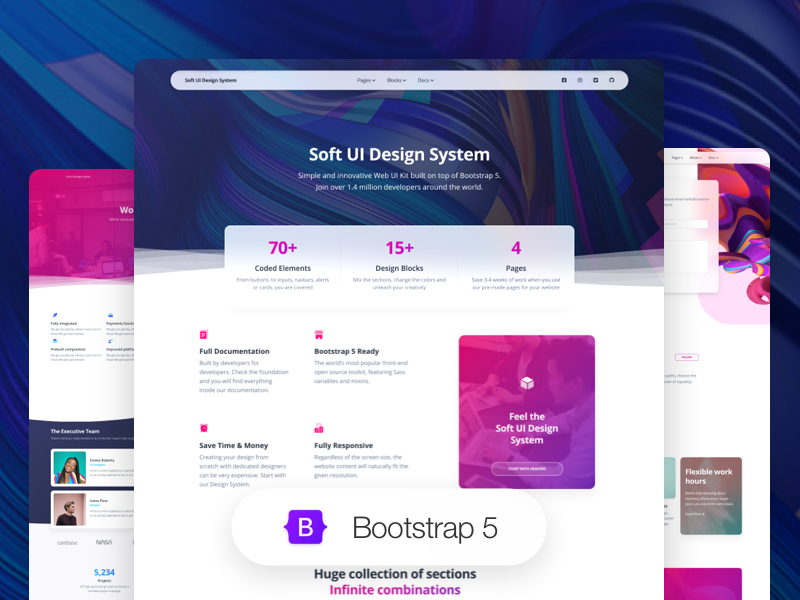 Soft UI Design System
Pages
Blocks
Docs
Soft UI Design System
Simple and innovative Web UI Kit built on top of Bootstrap 5.
Join over 1.4 million developers around the world.
70+
Coded Elements
From buttons, to inputs, navbars, alerts
or cards, you are covered
15+
Design Blocks
Mix the sections, change the colors and
unleash your creativity
4
Pages
Save 3-4 weeks of work when you use
our pre-made pages for your website
Full Documentation
Built by developers for
developers. Check the foundation
and you will find everything
inside our documentation.
Bootstrap 5 Ready
The world's most popular front-end
open source toolkit, featuring Sass
variables and mixins.
Save Time & Money
Creating your design from
scratch with dedicated designers
can be very expensive. Start with
our Design System.
Fully Responsive
Regardless of the screen size, the
website content will naturally fit the
given resolution.
Feel the
Soft UI Design
System
START WITH HEADERS
B
Bootstrap 5
Huge collection of sections
Infinite combinations
Wo
Fully integrated
The Executive Team
Emma Roberts
Ivana Flow
coinbase
NASA
5,234
Projects
Pages
Blocks
Docs
Flexible work
hours
Read More